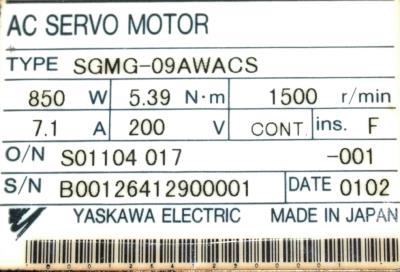 AC SERVO MOTOR
TYPE SGMG-09AWACS
850 W 5.39 N·m 1500 r/min
7.1 A 200 V CONT. ins. F
O/N S01104 017 -001
S/N B00126412900001 DATE 0102
YASKAWA ELECTRIC MADE IN JAPAN